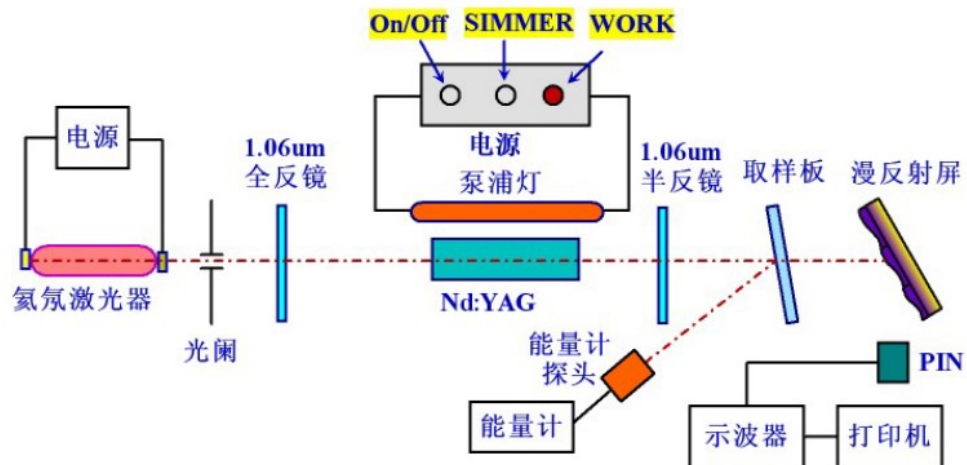 On/Off SIMMER WORK
电源
电源
1.06um
全反镜
泵浦灯
1.06um
半反镜
取样板
漫反射屏
氦氖激光器
光阑
Nd:YAG
能量计
探头
能量计
PIN
示波器
打印机